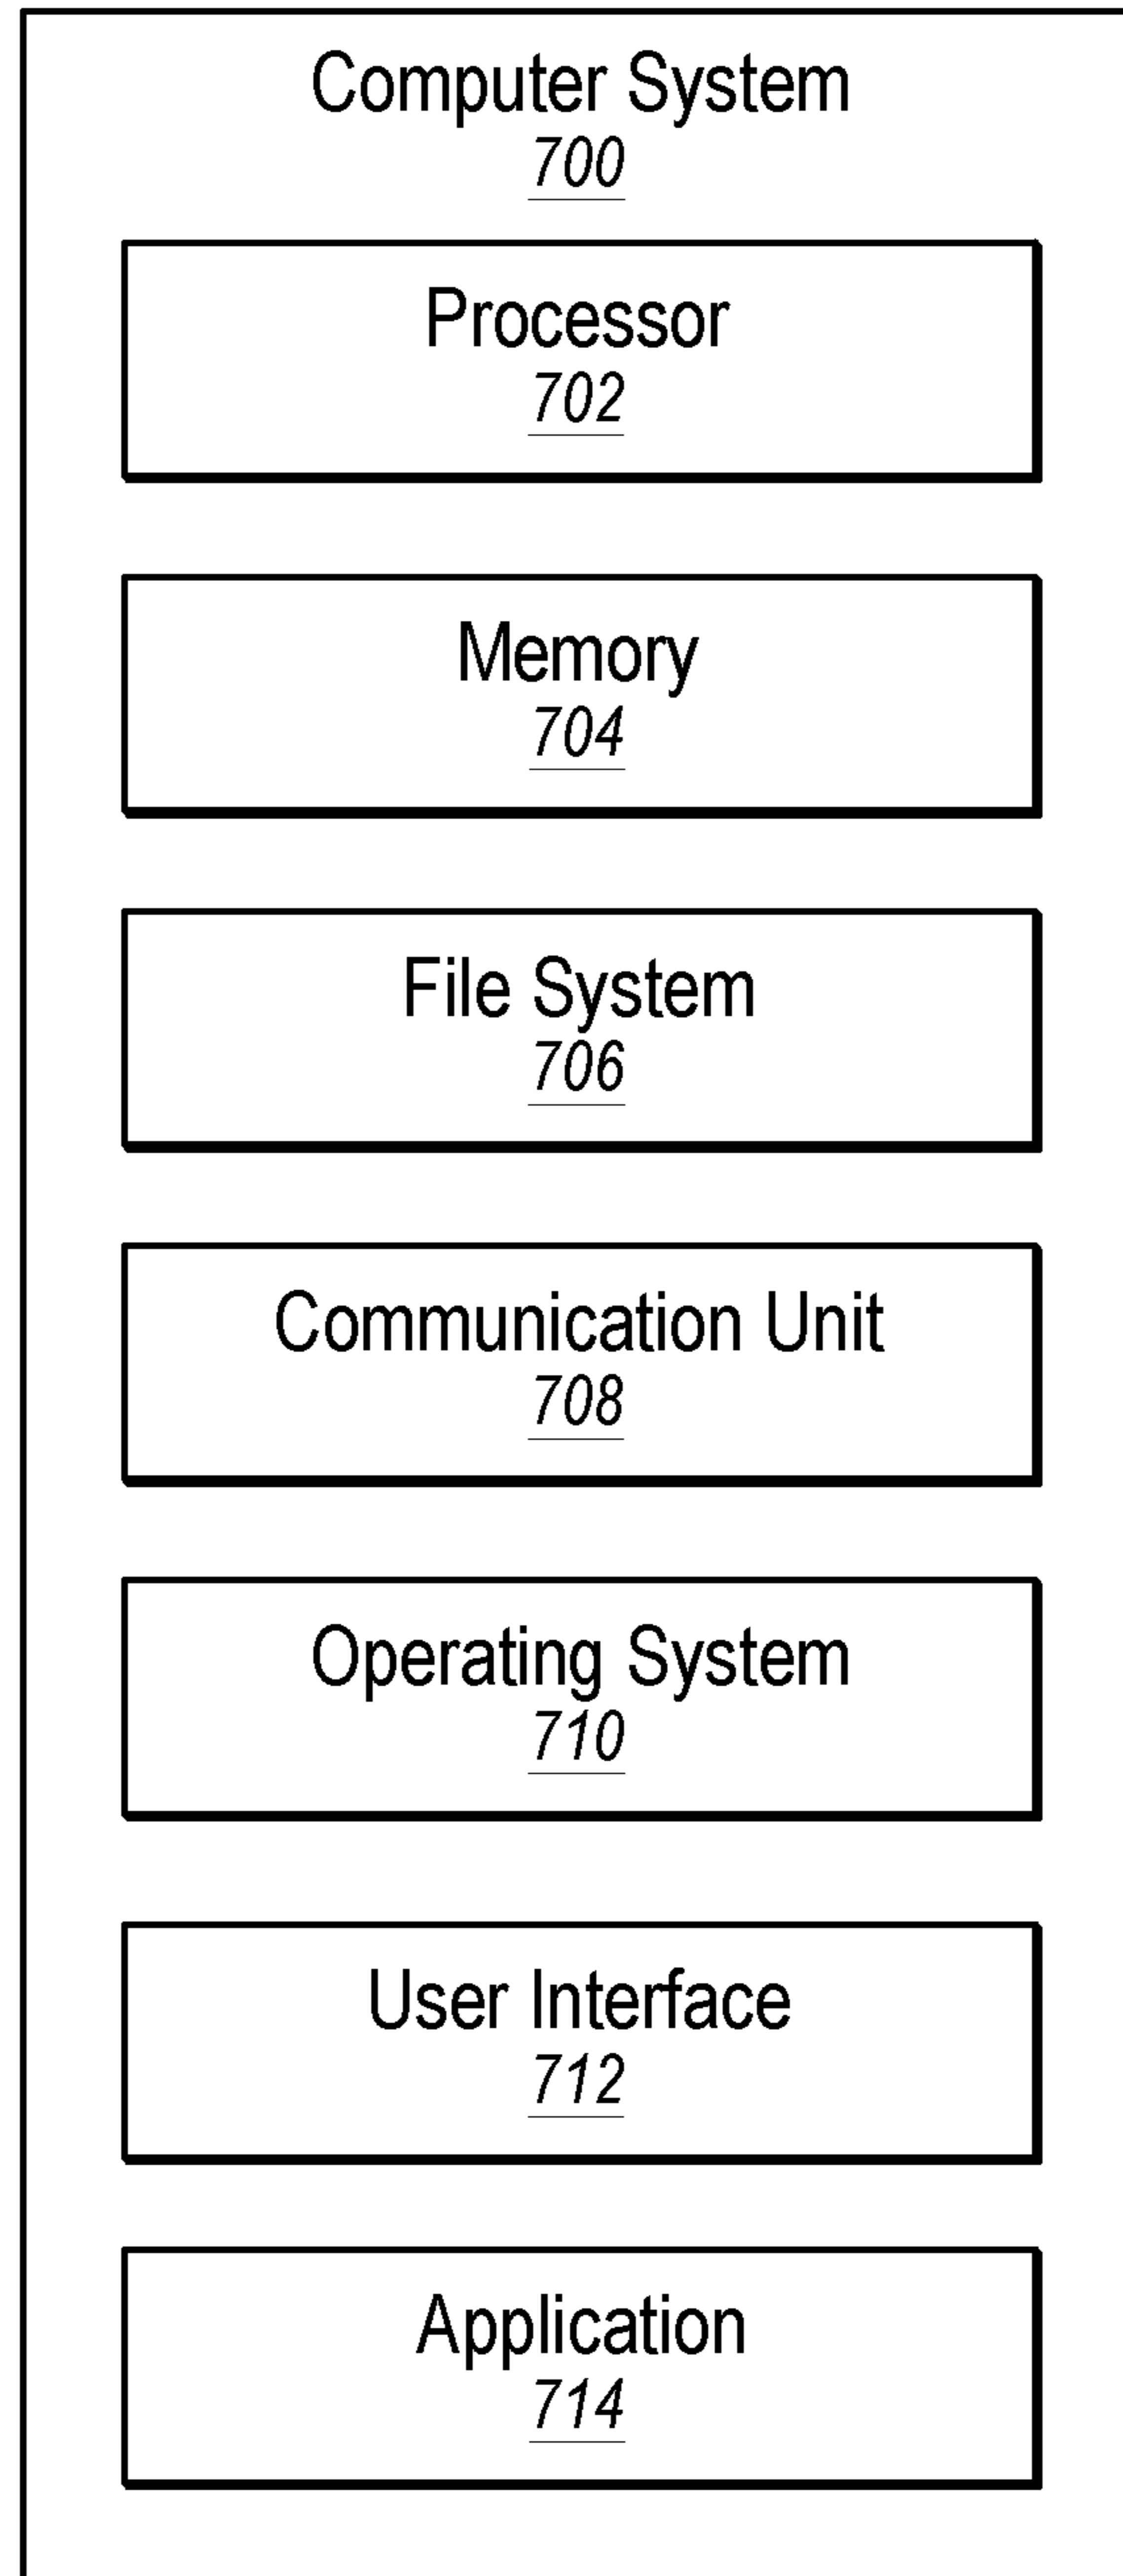 Computer System
700
Processor
702
Memory
704
File System
706
Communication Unit
708
Operating System
710
User Interface
712
Application
714